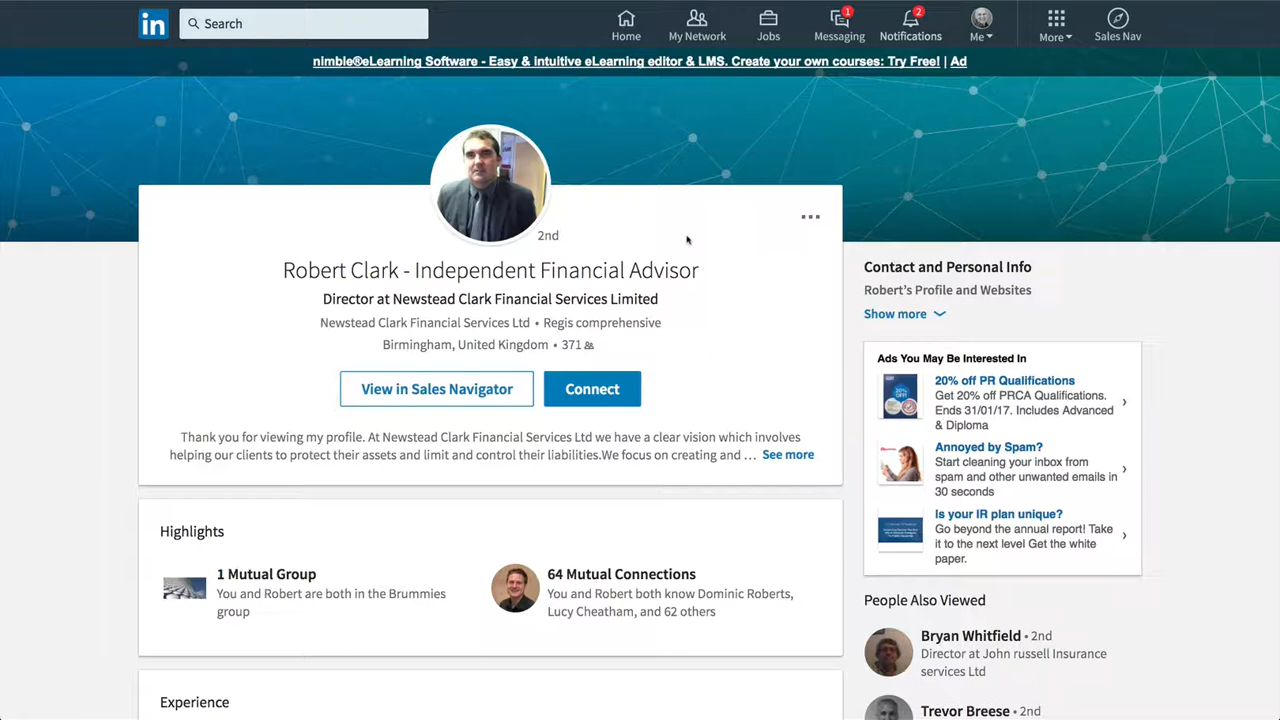 in
Search
1
2
Home
My Network
Jobs
Messaging
Notifications
Me
More
Sales Nav
nimble®eLearning Software - Easy & intuitive eLearning editor & LMS. Create your own courses: Try Free! | Ad
2nd
Robert Clark - Independent Financial Advisor
Director at Newstead Clark Financial Services Limited
Newstead Clark Financial Services Ltd • Regis comprehensive
Birmingham, United Kingdom • 371
View in Sales Navigator
Connect
Thank you for viewing my profile. At Newstead Clark Financial Services Ltd we have a clear vision which involves
helping our clients to protect their assets and limit and control their liabilities.We focus on creating and … See more
Highlights
1 Mutual Group
You and Robert are both in the Brummies
group
64 Mutual Connections
You and Robert both know Dominic Roberts,
Lucy Cheatham, and 62 others
Experience
Contact and Personal Info
Robert's Profile and Websites
Show more
Ads You May Be Interested In
20% off PR Qualifications
Get 20% off PRCA Qualifications.
Ends 31/01/17. Includes Advanced
& Diploma
Annoyed by Spam?
Start cleaning your inbox from
spam and other unwanted emails in
30 seconds
Is your IR plan unique?
Go beyond the annual report! Take
it to the next level Get the white
paper.
People Also Viewed
Bryan Whitfield • 2nd
Director at John russell Insurance
services Ltd
Trevor Breese • 2nd